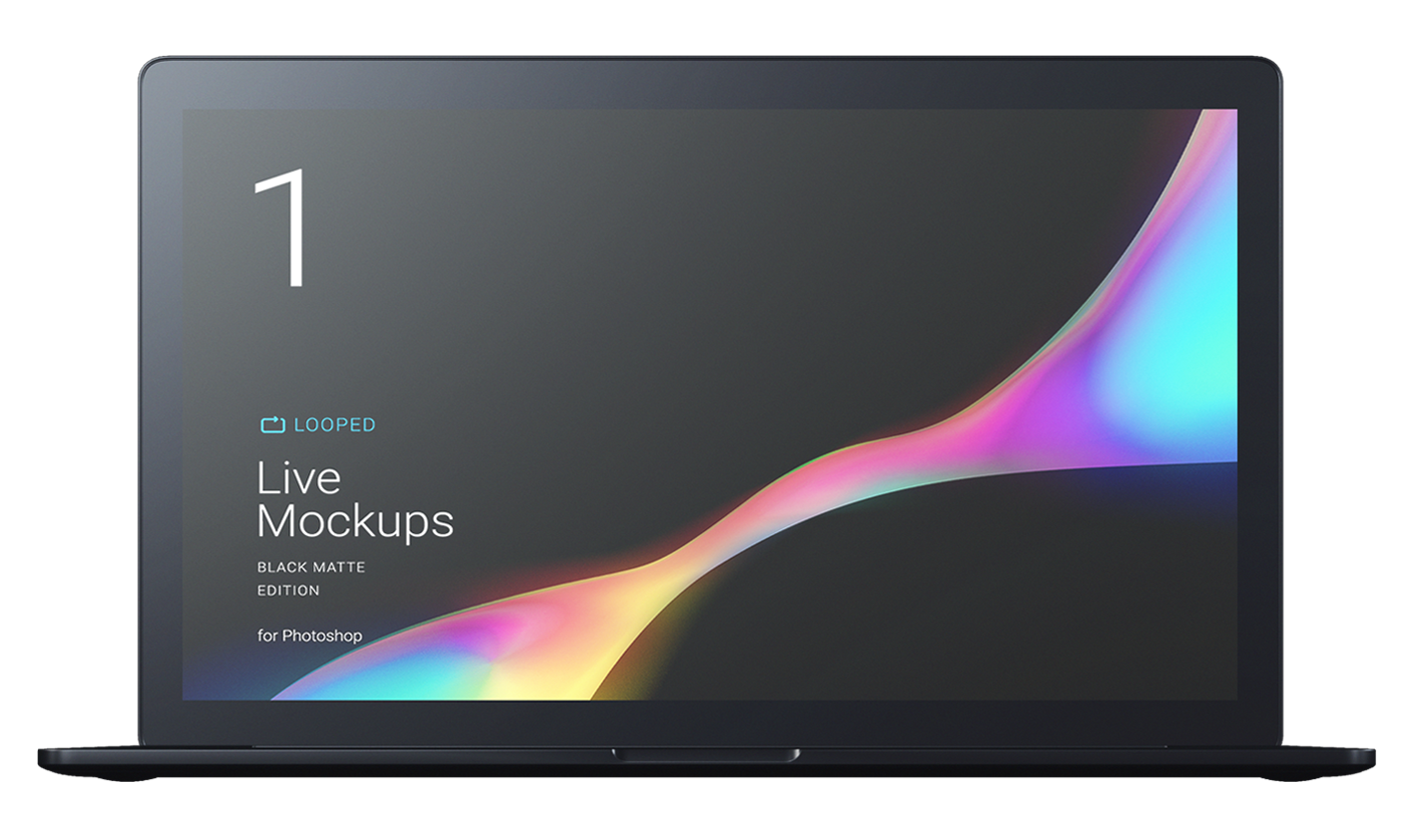 1
LOOPED
Live
Mockups
BLACK MATTE
EDITION
for Photoshop